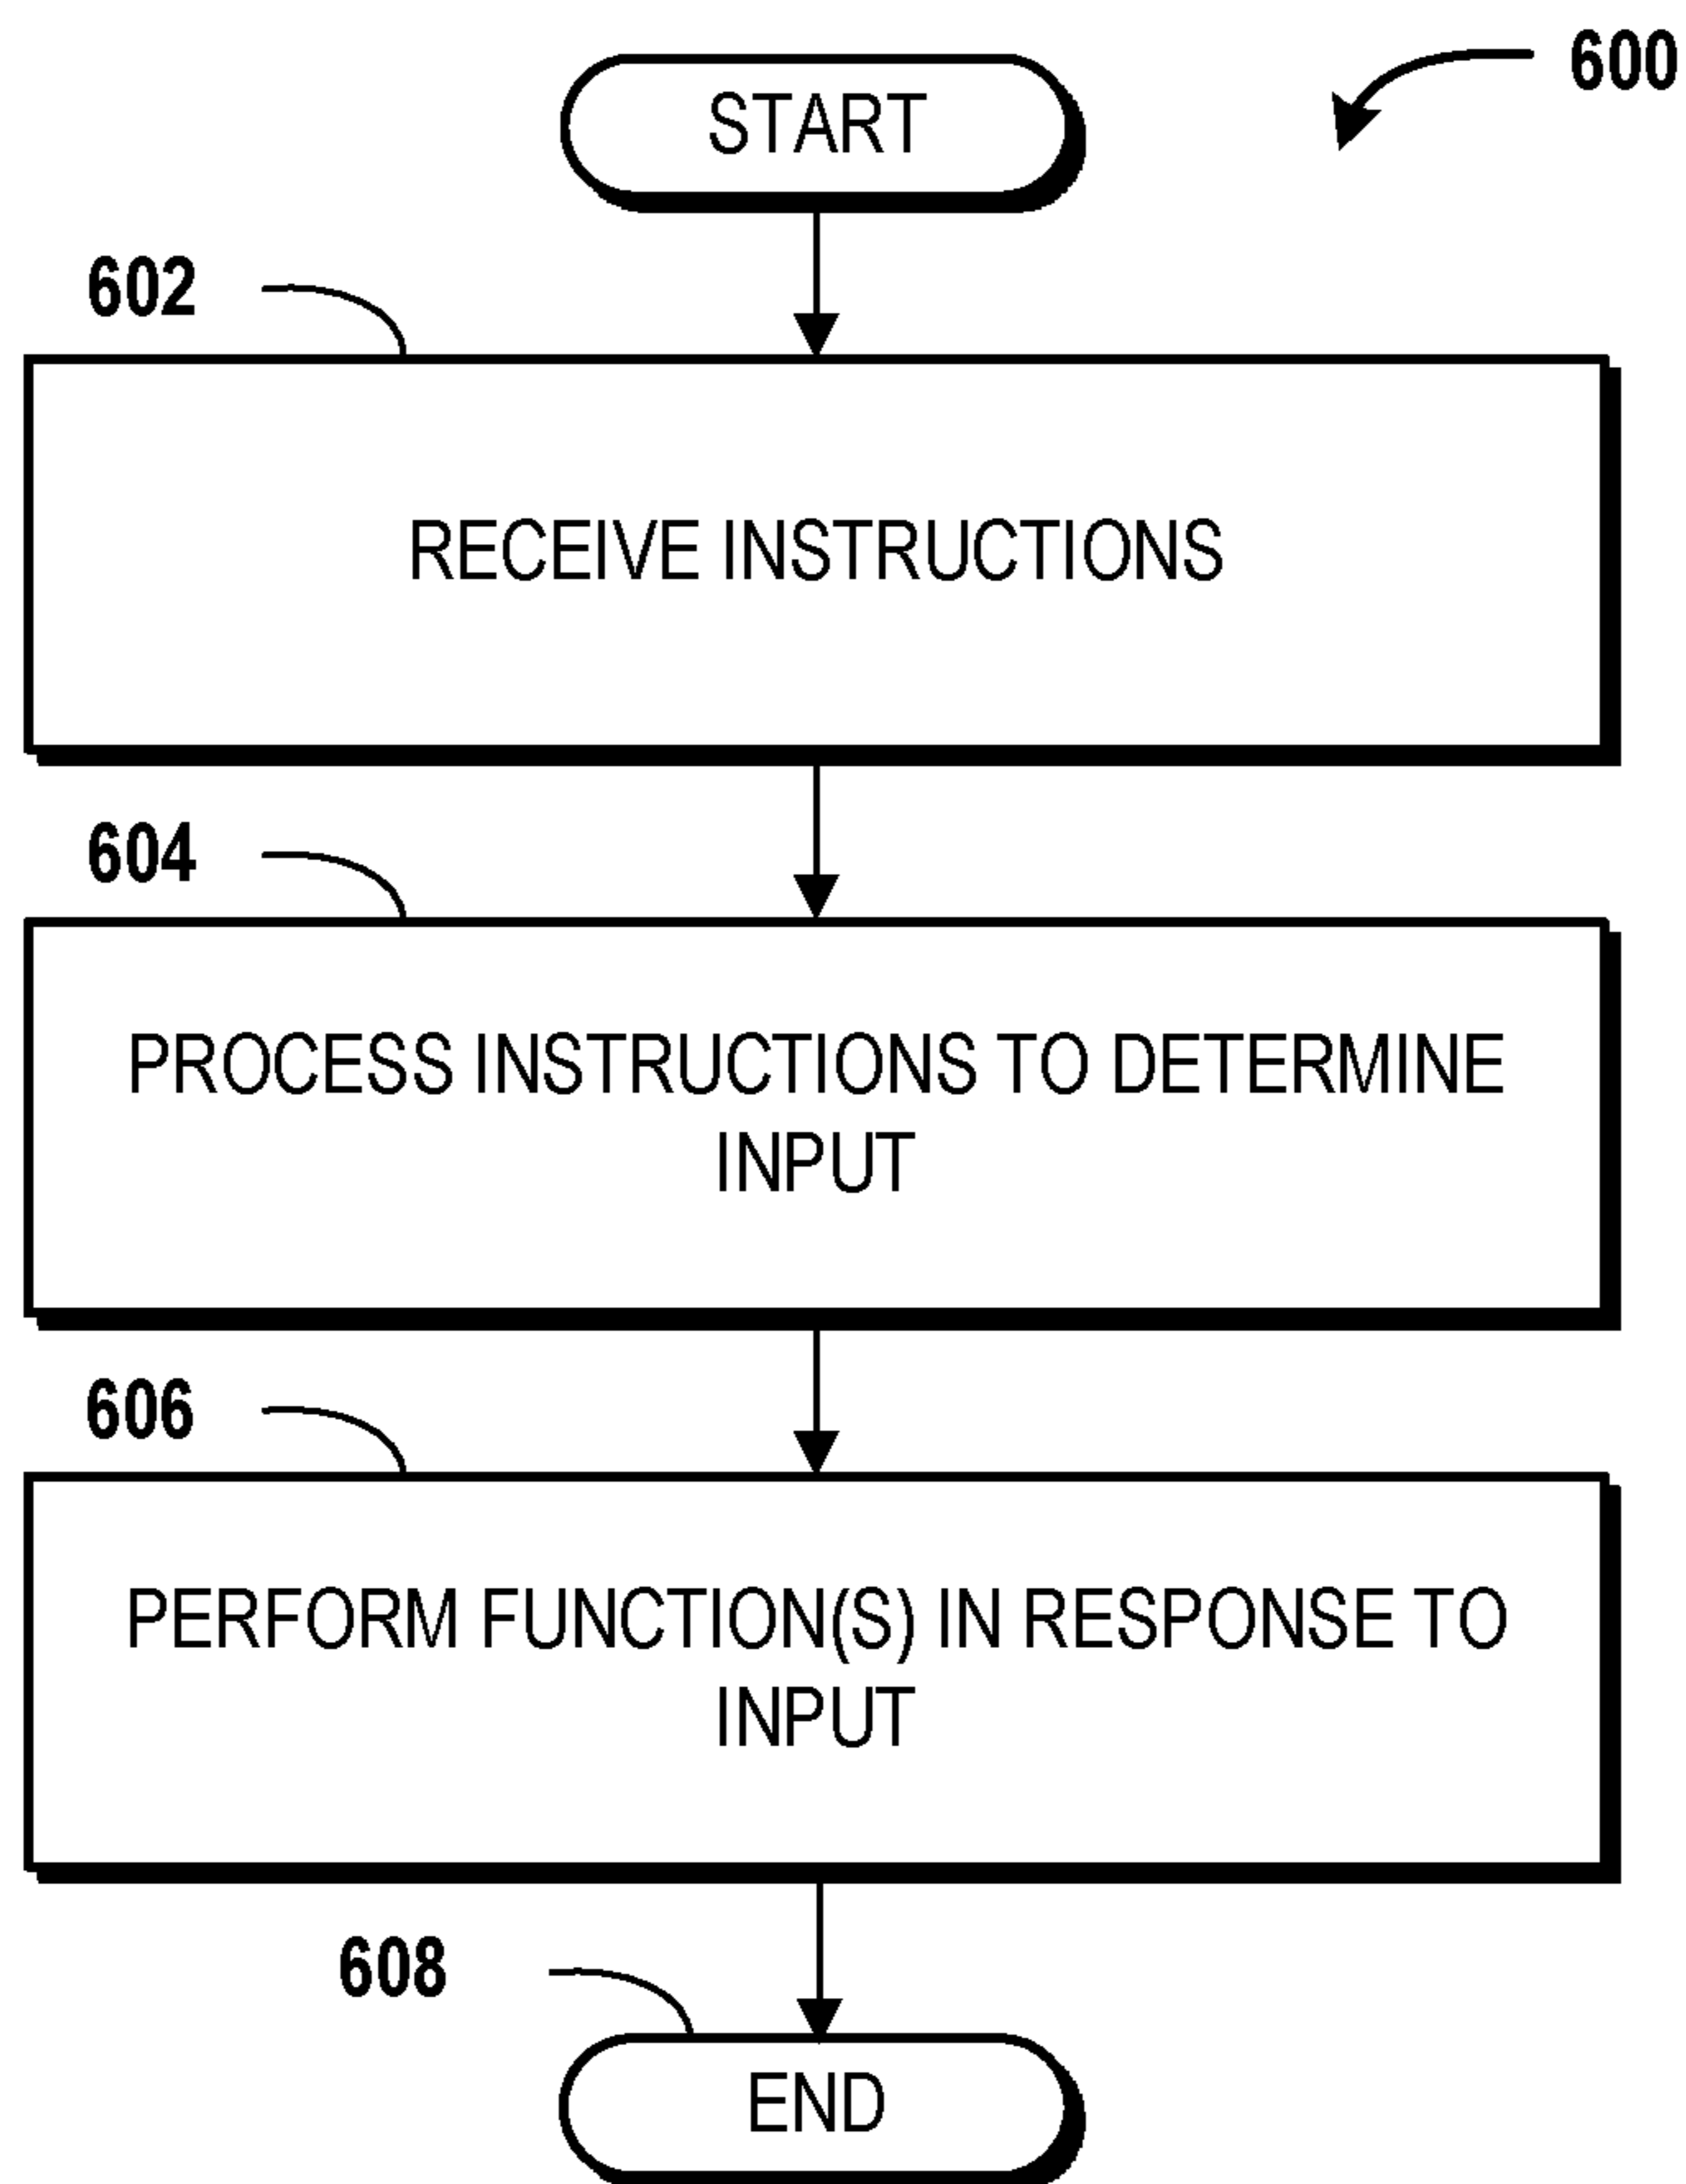 600
START
602
RECEIVE INSTRUCTIONS
604
PROCESS INSTRUCTIONS TO DETERMINE
INPUT
606
PERFORM FUNCTION(S) IN RESPONSE TO
INPUT
608
END